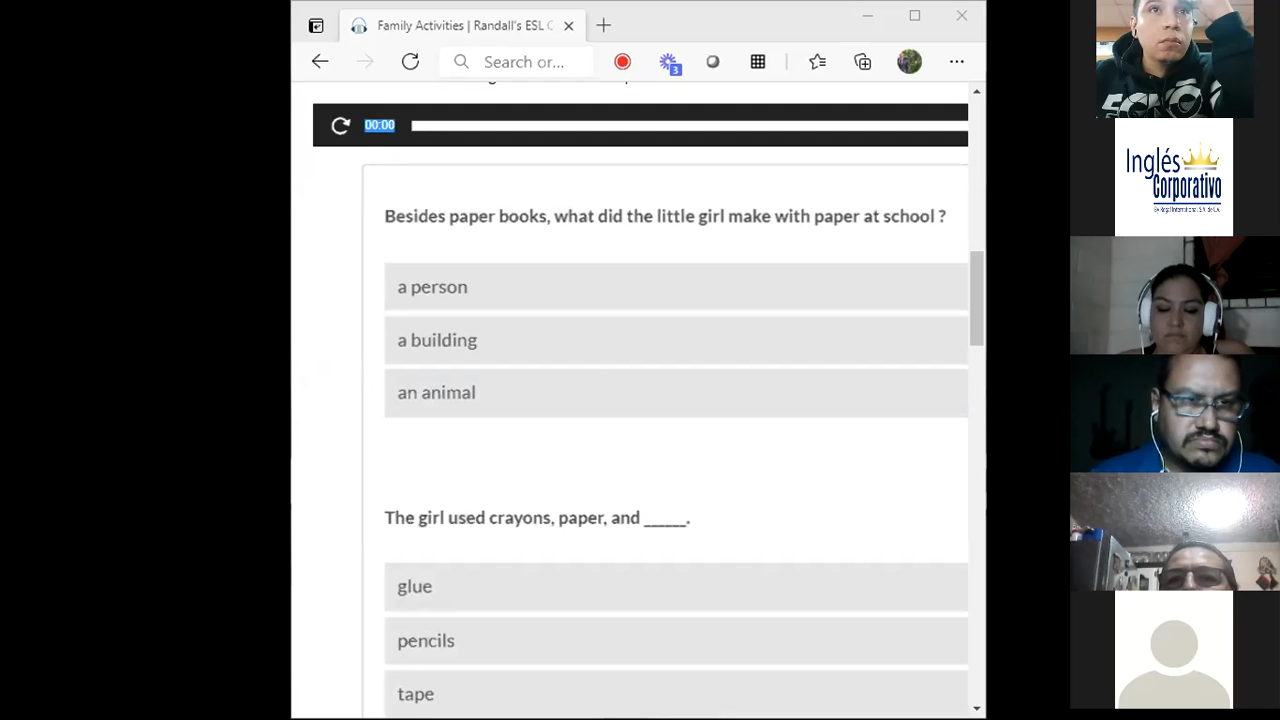 Family Activities | Randall's ESL C
Search or...
3
00:00
Besides paper books, what did the little girl make with paper at school ?
a person
a building
an animal
The girl used crayons, paper, and _____.
glue
pencils
tape
Inglés
Corporativo